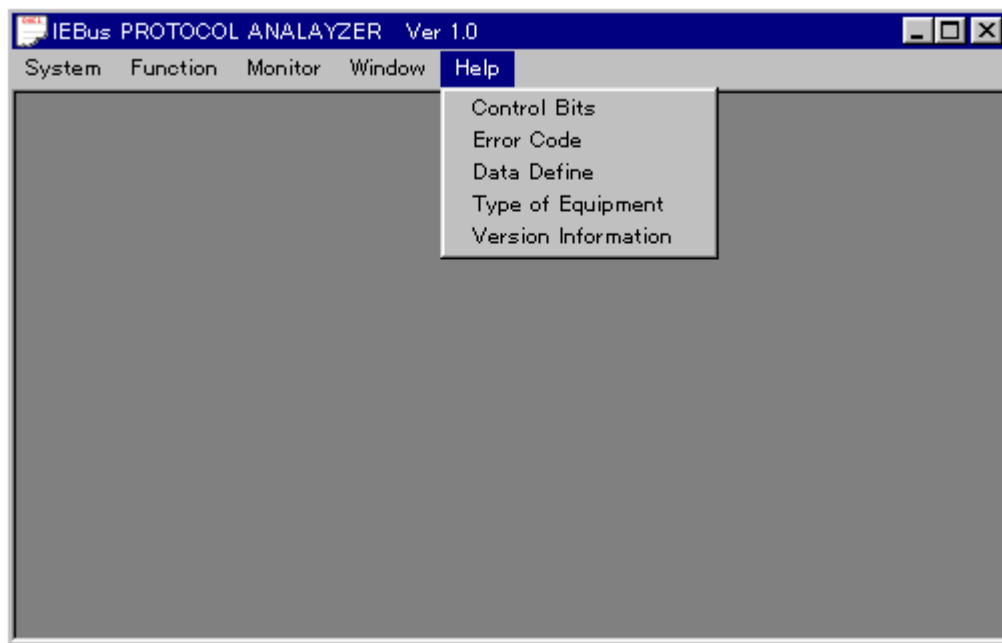 IEBus PROTOCOL ANALAYZER Ver 1.0
System Function Monitor Window Help
Control Bits
Error Code
Data Define
Type of Equipment
Version Information